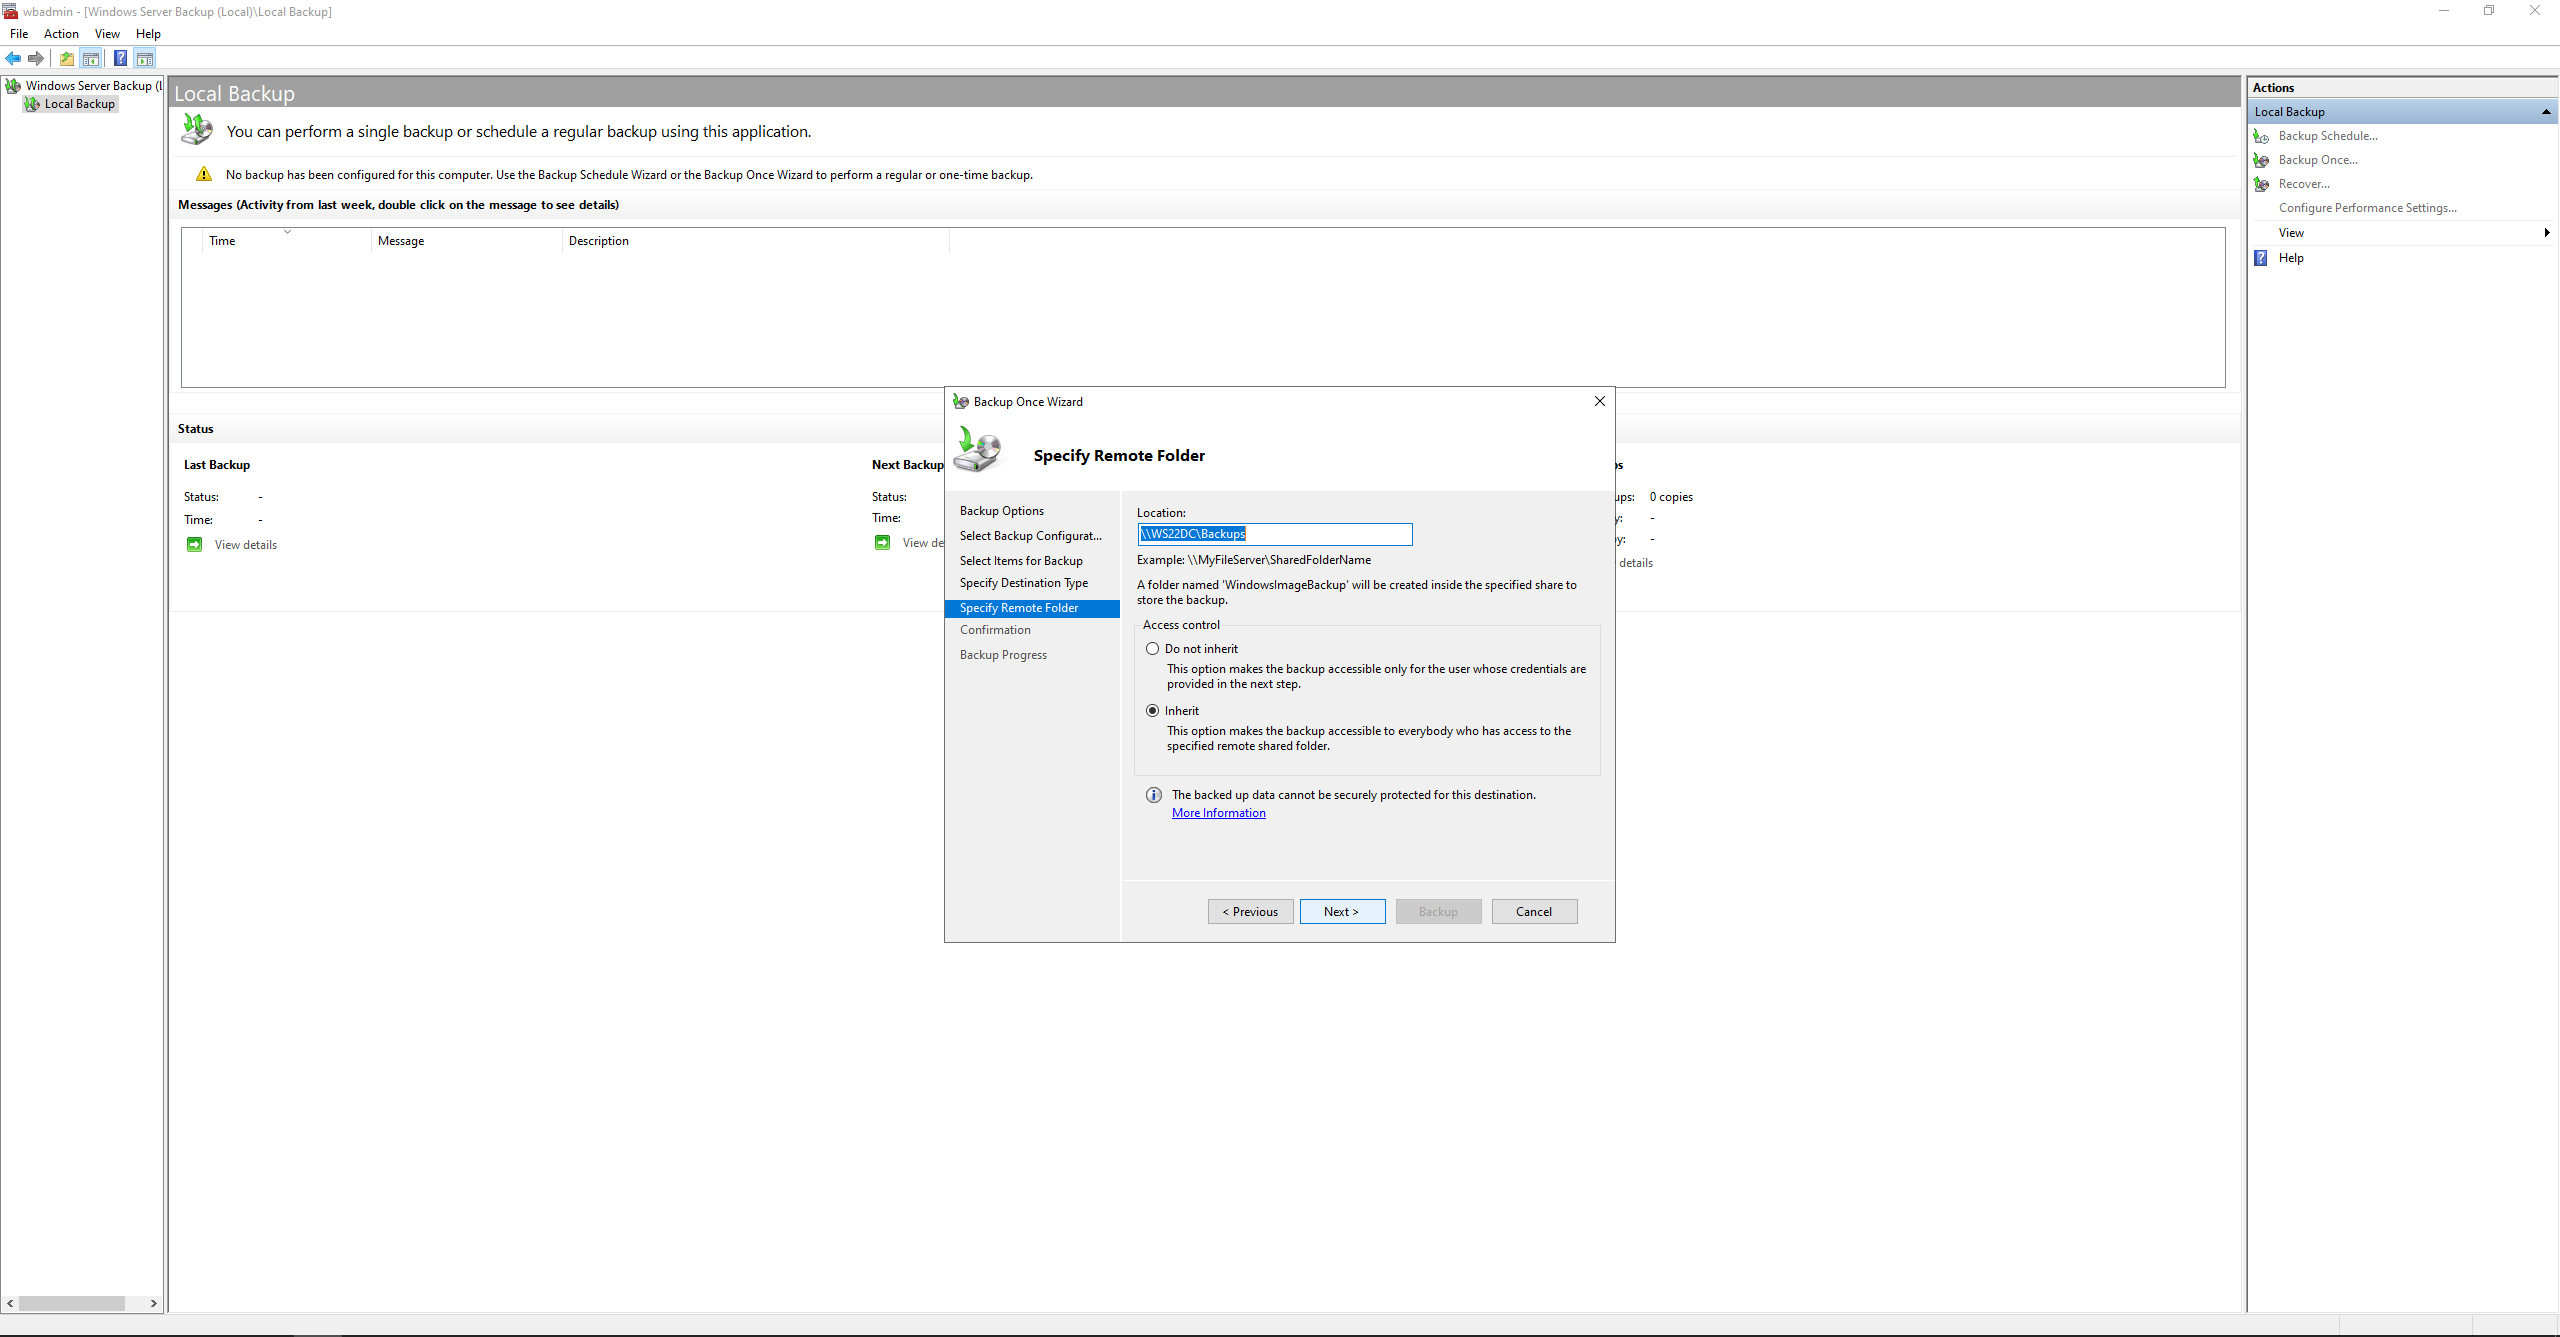 wbadmin - [Windows Server Backup (Local)\Local Backup]
File Action View Help
Windows Server Backup (L
Local Backup
Local Backup
You can perform a single backup or schedule a regular backup using this application.
No backup has been configured for this computer. Use the Backup Schedule Wizard or the Backup Once Wizard to perform a regular or one-time backup.
Messages (Activity from last week, double click on the message to see details)
Time Message Description
Status
Last Backup
Status: -
Time: -
View details
Next Backup
Status:
Time:
View de
ps
ups: 0 copies
y: -
py: -
details
Backup Once Wizard
Specify Remote Folder
Backup Options
Select Backup Configurat...
Select Items for Backup
Specify Destination Type
Specify Remote Folder
Confirmation
Backup Progress
Location:
\\WS22DC\Backups
Example: \\MyFileServer\SharedFolderName
A folder named 'WindowsImageBackup' will be created inside the specified share to
store the backup.
Access control
Do not inherit
This option makes the backup accessible only for the user whose credentials are
provided in the next step.
Inherit
This option makes the backup accessible to everybody who has access to the
specified remote shared folder.
The backed up data cannot be securely protected for this destination.
More Information
< Previous Next > Backup Cancel
Actions
Local Backup
Backup Schedule...
Backup Once...
Recover...
Configure Performance Settings...
View
Help